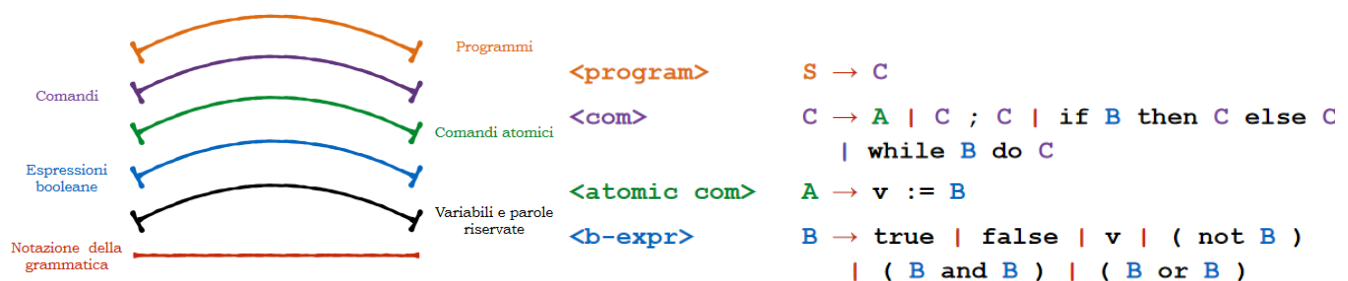 Programmi
Comandi
Comandi atomici
Espressioni
booleane
Variabili e parole
riservate
Notazione della
grammatica
<program> S → C
<com> C → A | C ; C | if B then C else C
| while B do C
<atomic com> A → v := B
<b-expr> B → true | false | v | ( not B )
| ( B and B ) | ( B or B )